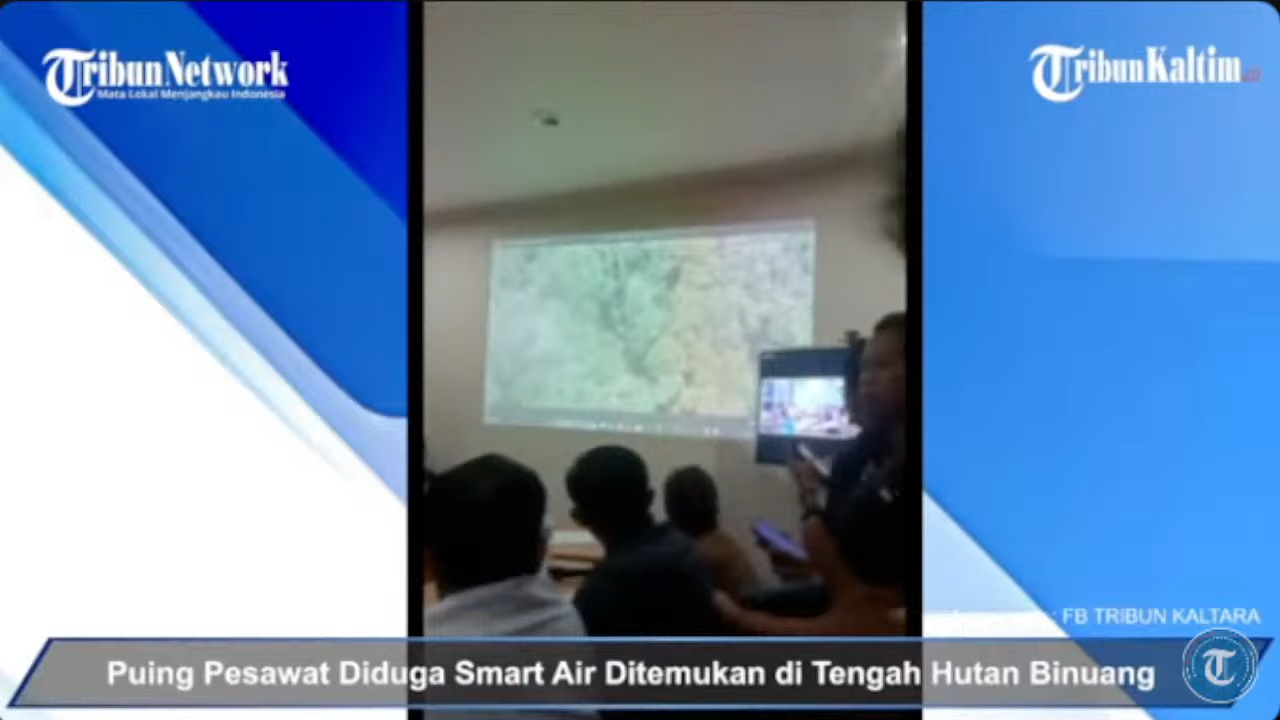 TribunNetwork
Mata Lokal Menjangkau Indonesia
TribunKaltim
: FB TRIBUN KALTARA
Puing Pesawat Diduga Smart Air Ditemukan di Tengah Hutan Binuang